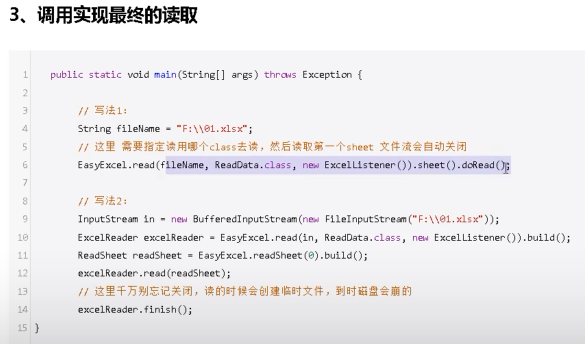 3、调用实现最终的读取
1 public static void main(String[] args) throws Exception {
2
3 // 写法1：
4 String fileName = "F:\\01.xlsx";
5 // 这里 需要指定读用哪个class去读，然后读取第一个sheet 文件流会自动关闭
6 EasyExcel.read(fileName, ReadData.class, new ExcelListener()).sheet().doRead();
7
8 // 写法2：
9 InputStream in = new BufferedInputStream(new FileInputStream("F:\\01.xlsx"));
10 ExcelReader excelReader = EasyExcel.read(in, ReadData.class, new ExcelListener()).build();
11 ReadSheet readSheet = EasyExcel.readSheet(0).build();
12 excelReader.read(readSheet);
13 // 这里千万别忘记关闭，读的时候会创建临时文件，到时磁盘会崩的
14 excelReader.finish();
15 }